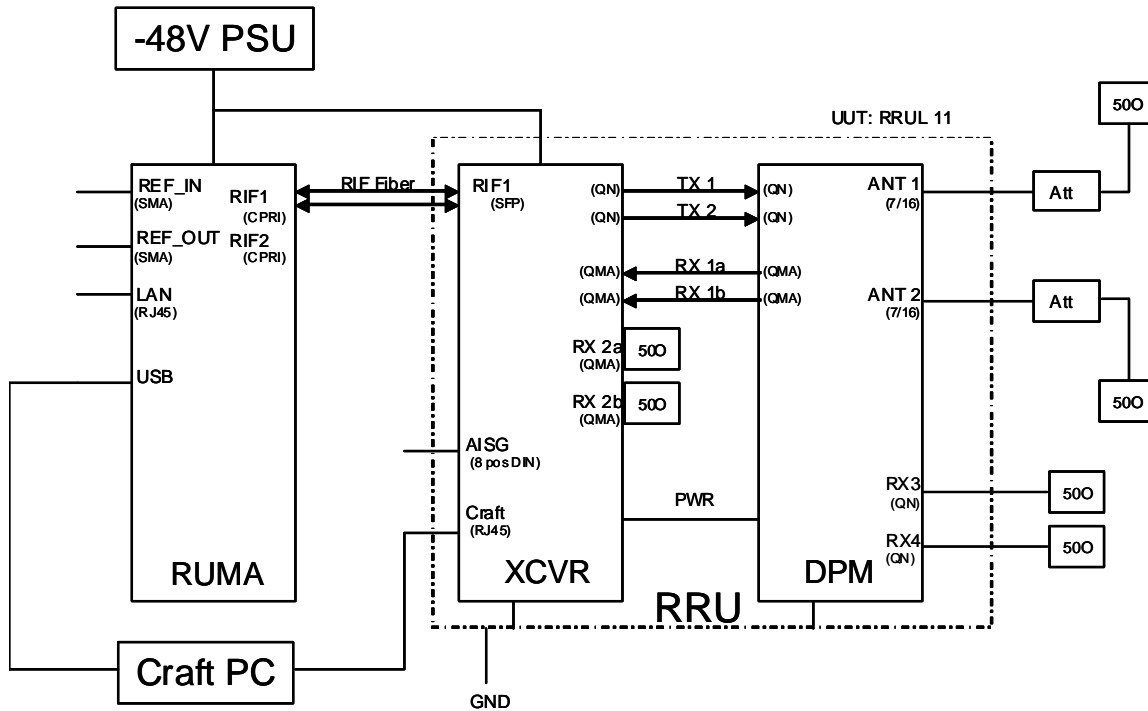 -48V PSU
UUT: RRUL 11
50O
REF_IN
(SMA)
RIF1
(CPRI)
REF_OUT
(SMA)
RIF2
(CPRI)
LAN
(RJ45)
USB
RUMA
RIF Fiber
RIF1
(SFP)
(QN)
TX 1
(QN)
(QN)
TX 2
(QN)
(QMA)
RX 1a
(QMA)
(QMA)
RX 1b
(QMA)
RX 2a
(QMA)
50O
RX 2b
(QMA)
50O
AISG
(8 pos DIN)
Craft
(RJ45)
XCVR
PWR
ANT 1
(7/16)
Att
ANT 2
(7/16)
Att
50O
RX3
(QN)
50O
RX4
(QN)
50O
DPM
RRU
Craft PC
GND